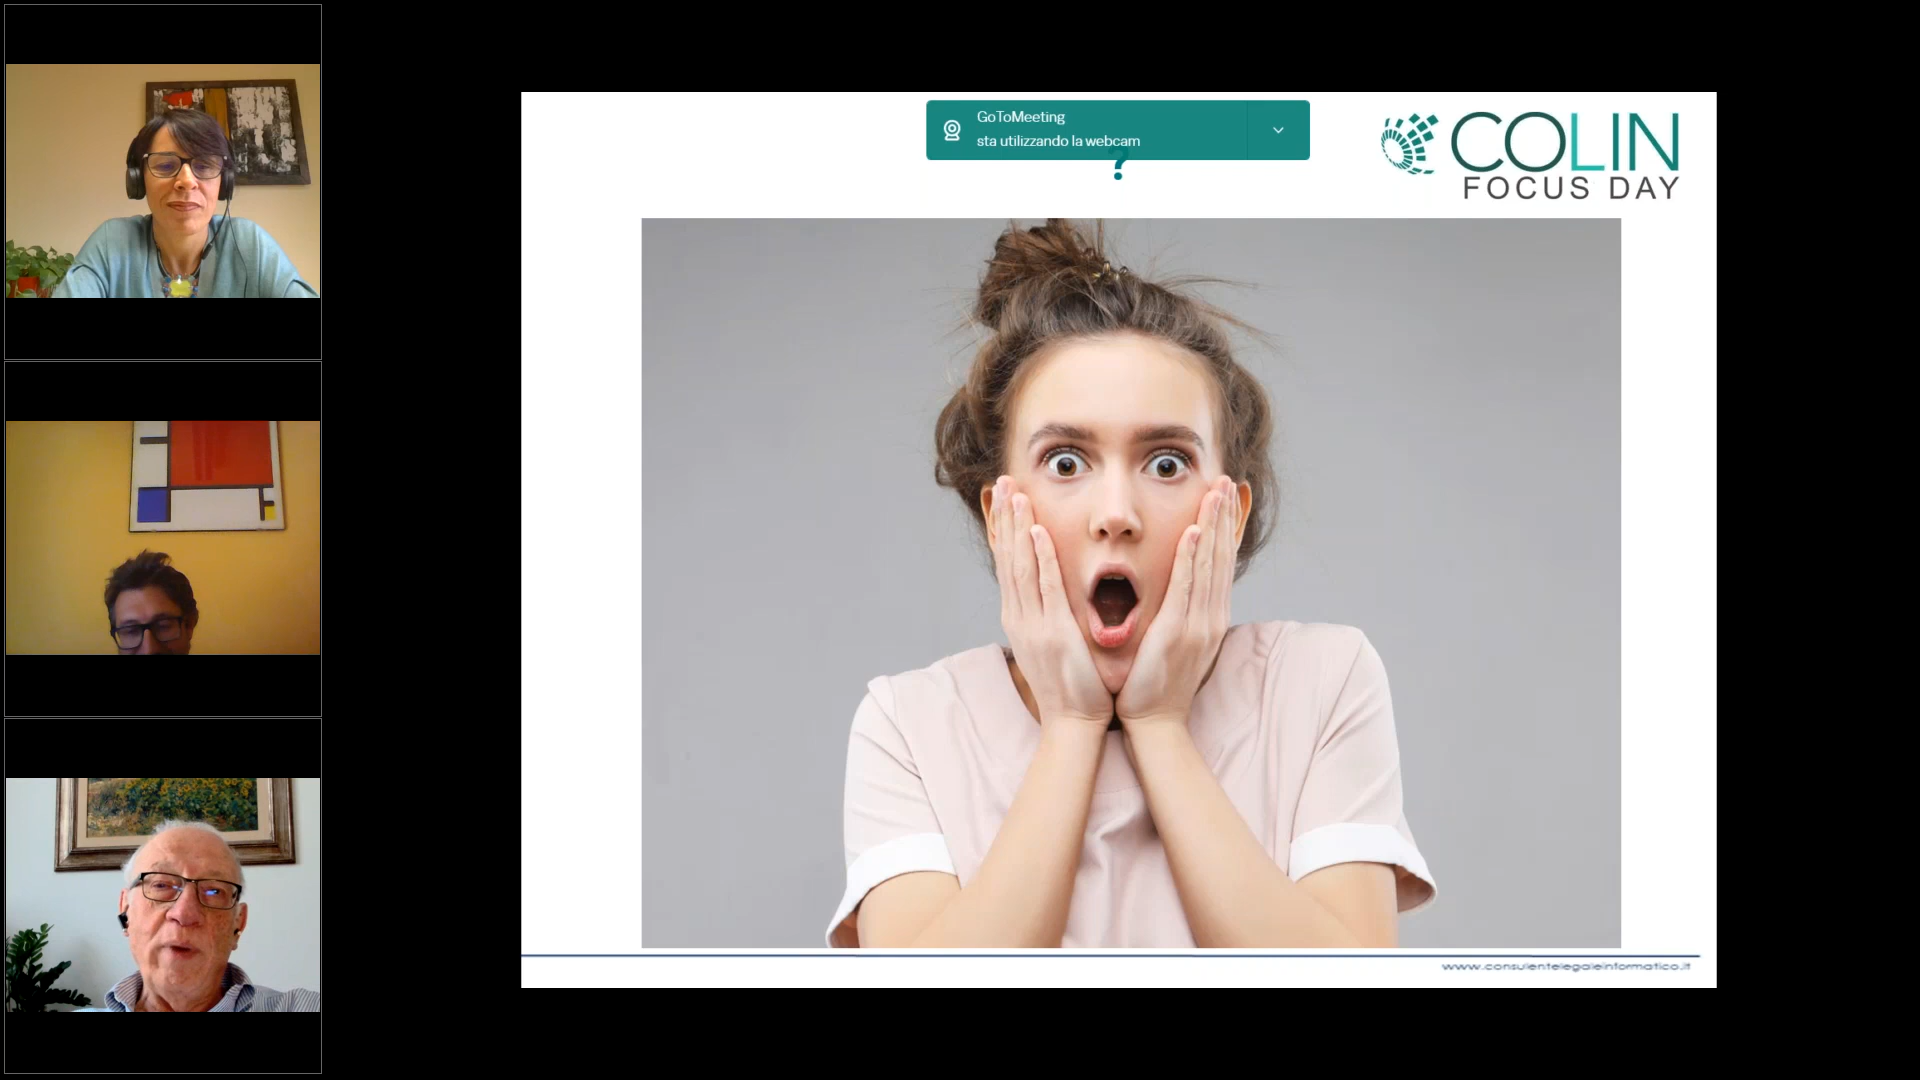 GoToMeeting
sta utilizzando la webcam
?
COLIN
FOCUS DAY
www.consulentelegaleinformatico.it